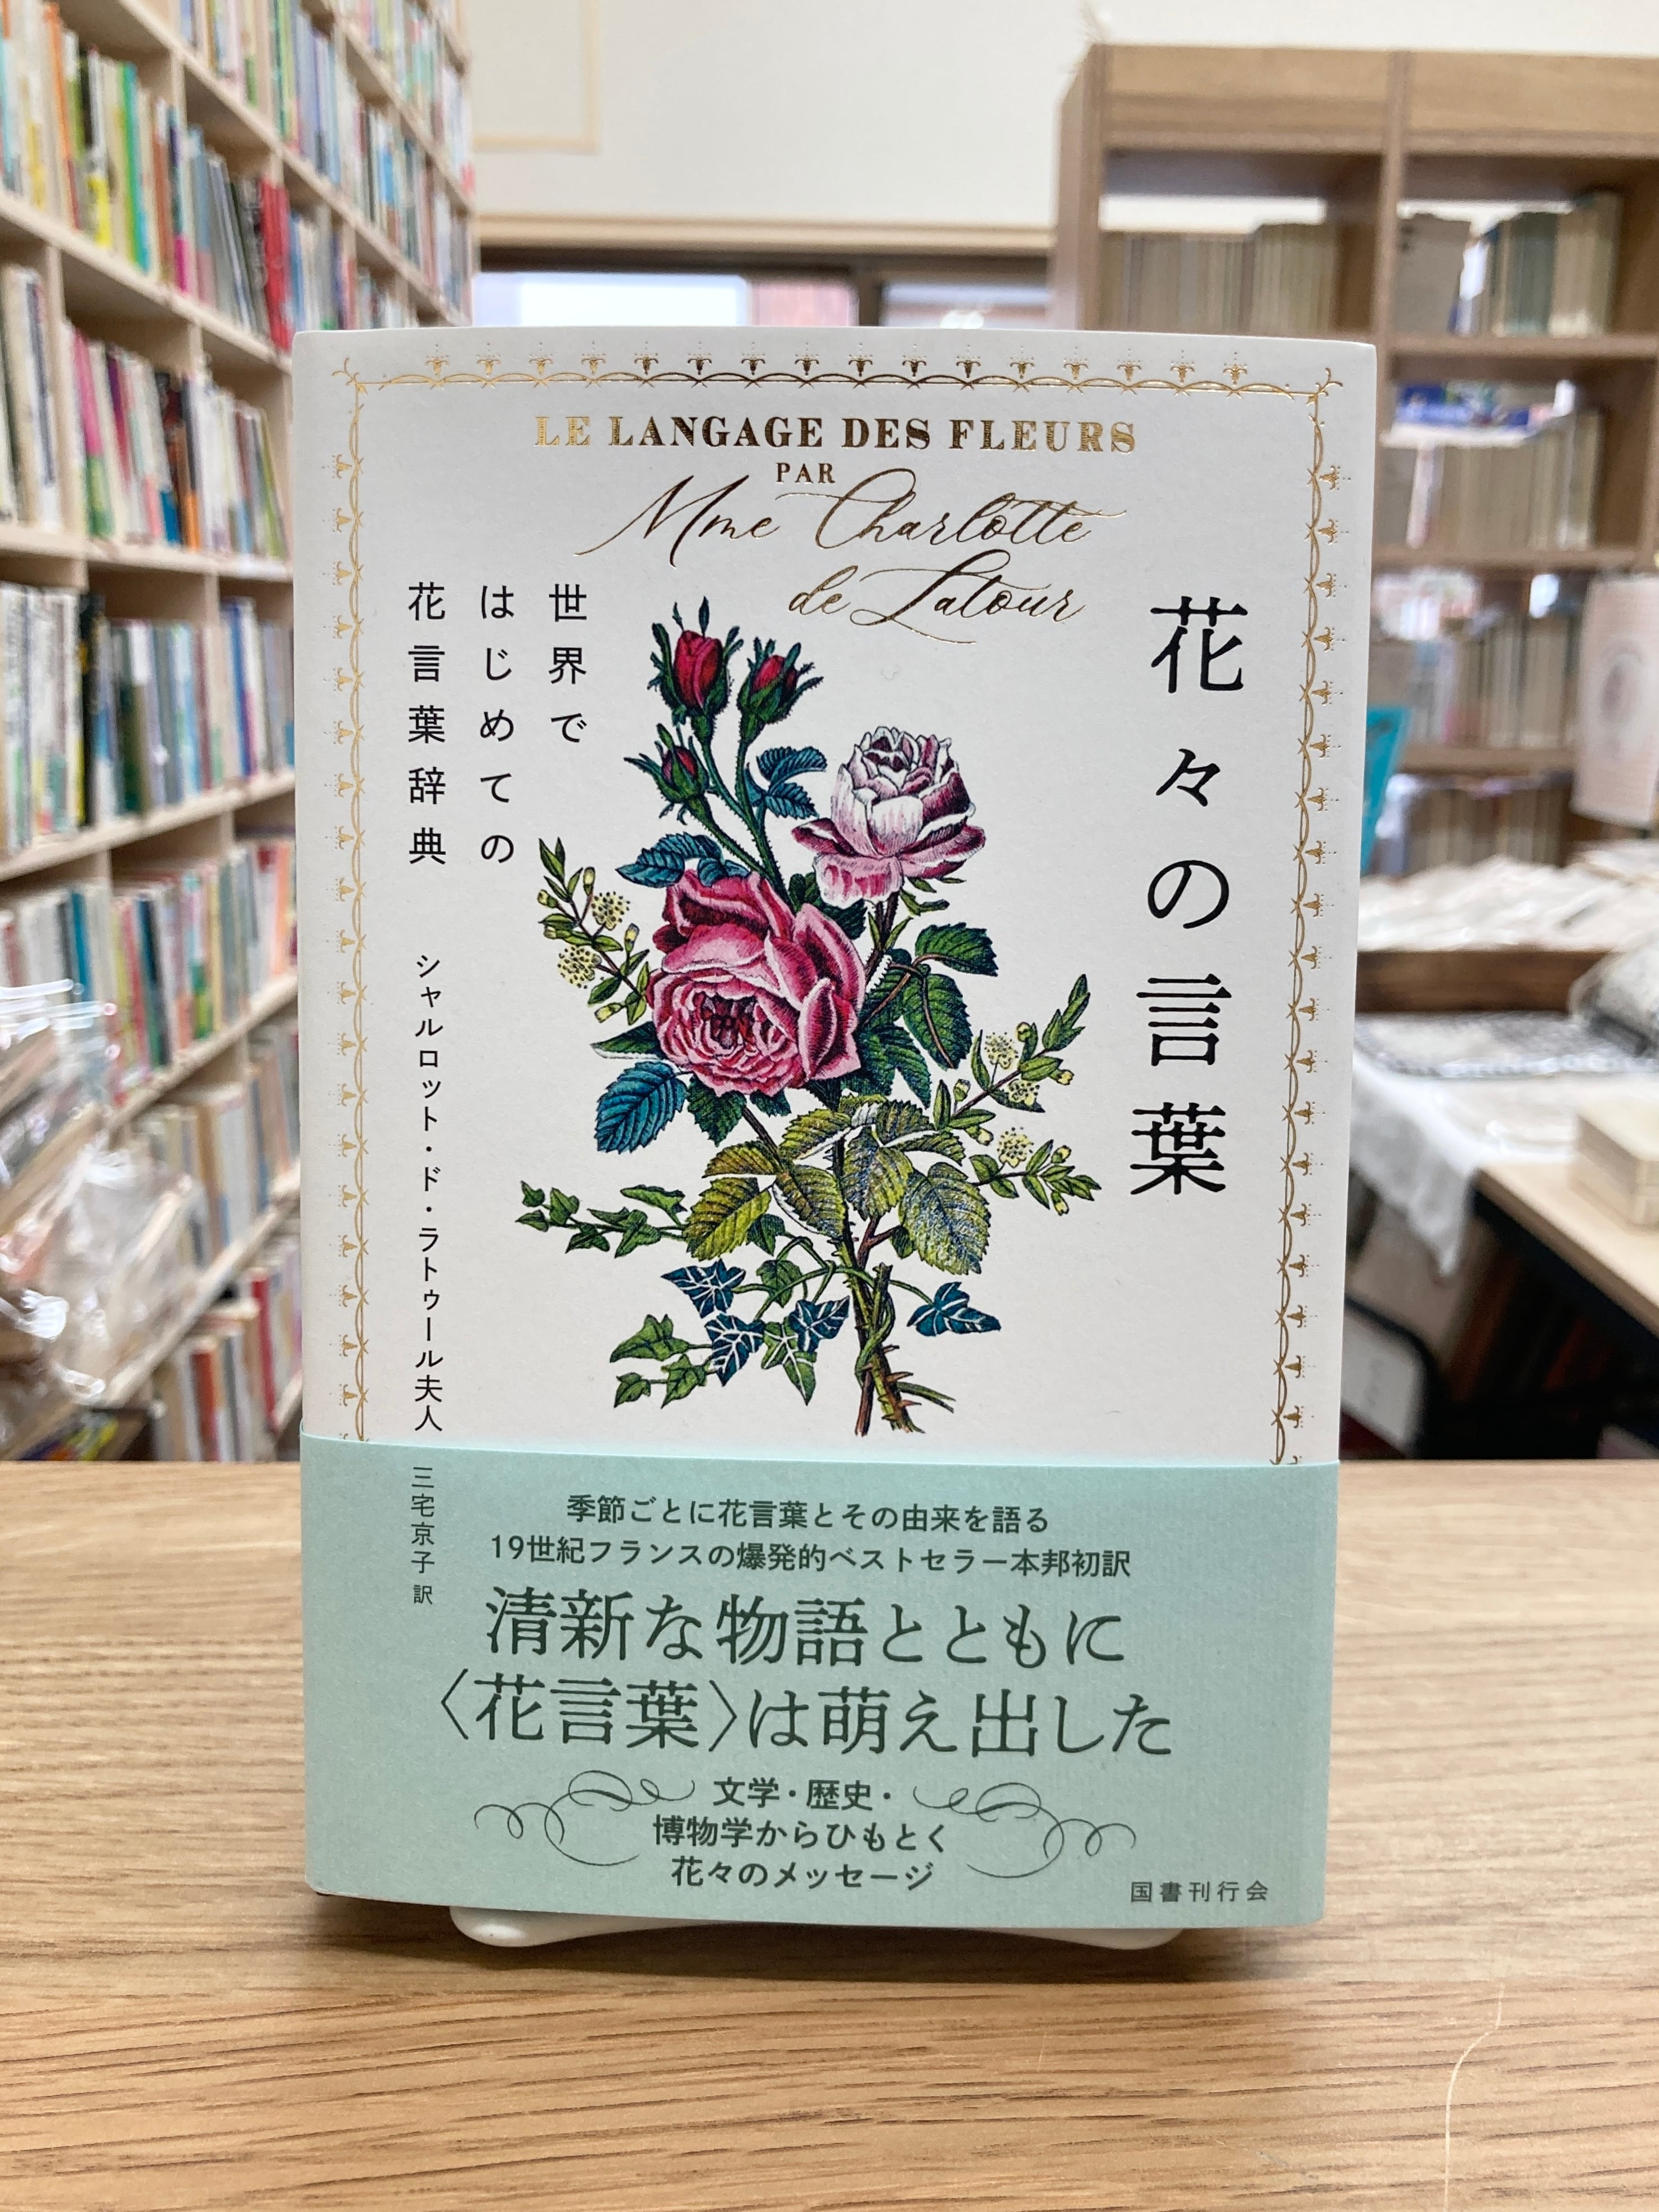 LE LANGAGE DES FLEURS
PAR
Mme Charlotte
de Latour
花々の言葉
世界で
はじめての
花言葉辞典
シャルロット・ド・ラトゥール夫人
三宅京子 訳
季節ごとに花言葉とその由来を語る
19世紀フランスの爆発的ベストセラー本邦初訳
清新な物語とともに
〈花言葉〉は萌え出した
文学・歴史・
博物学からひもとく
花々のメッセージ
国書刊行会